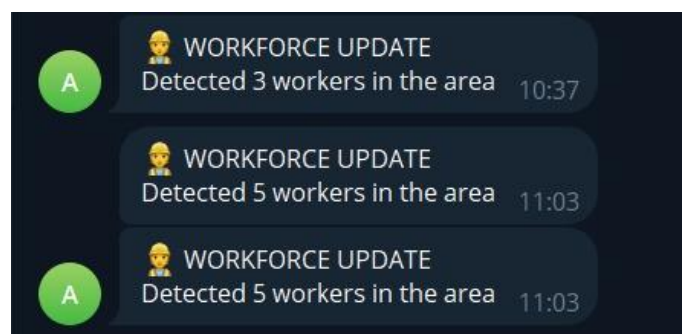 A
👷 WORKFORCE UPDATE
Detected 3 workers in the area 10:37
👷 WORKFORCE UPDATE
Detected 5 workers in the area 11:03
A
👷 WORKFORCE UPDATE
Detected 5 workers in the area 11:03